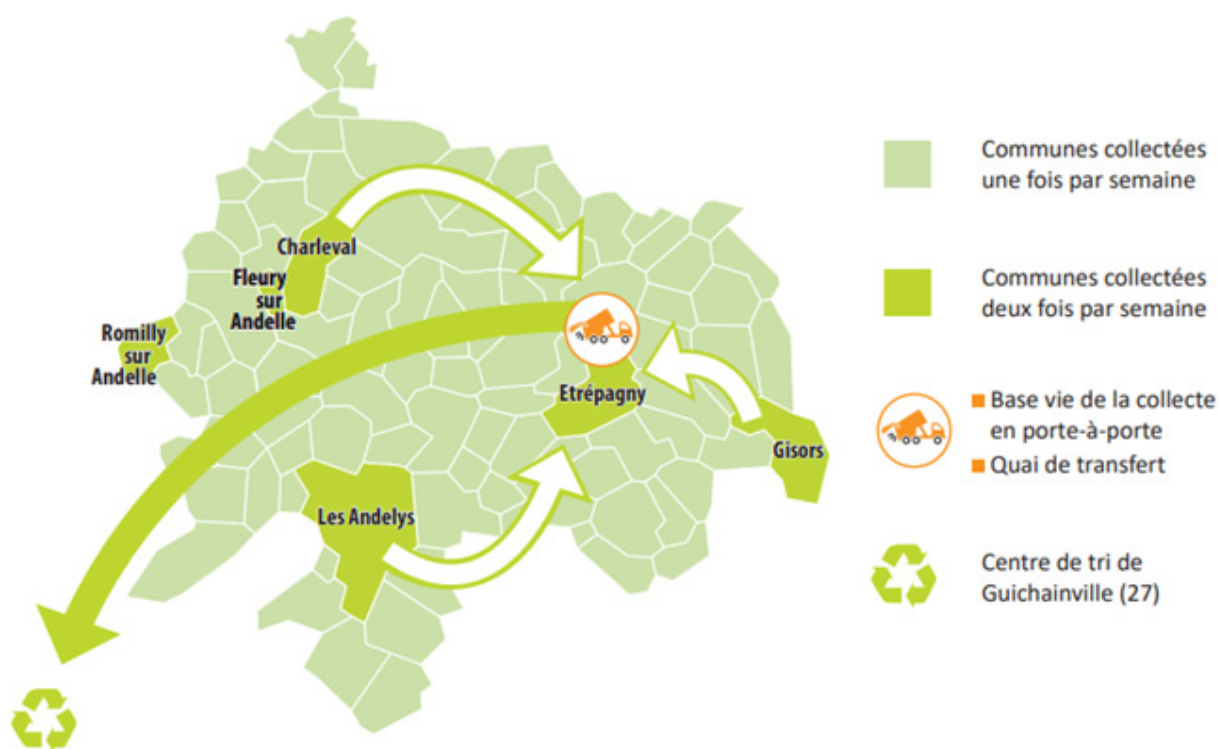 Charleval
Fleury
sur
Andelle
Romilly
sur
Andelle
Etrépagny
Gisors
Les Andelys
Communes collectées
une fois par semaine
Communes collectées
deux fois par semaine
Base vie de la collecte
en porte-à-porte
Quai de transfert
Centre de tri de
Guichainville (27)